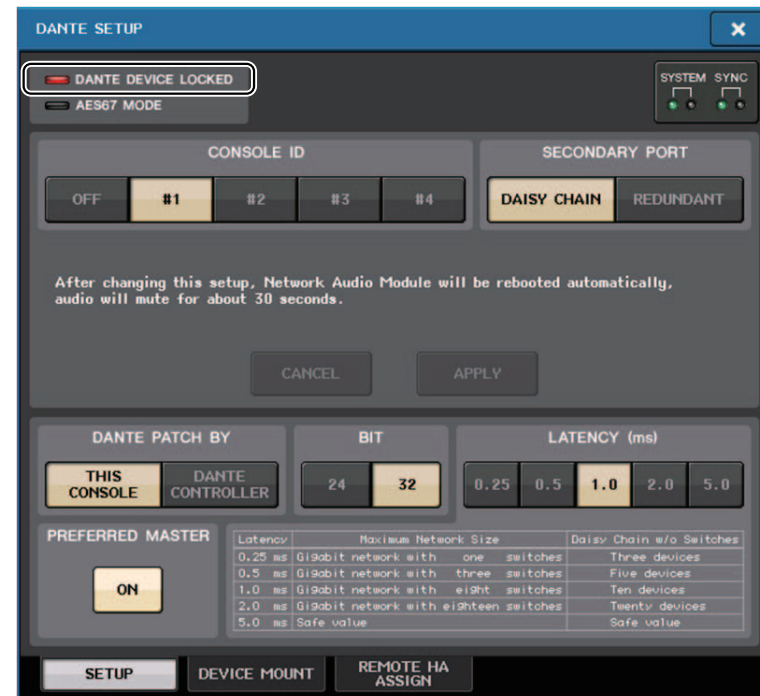 DANTE SETUP
×
DANTE DEVICE LOCKED
AES67 MODE
SYSTEM SYNC
CONSOLE ID
OFF #1 #2 #3 #4
SECONDARY PORT
DAISY CHAIN REDUNDANT
After changing this setup, Network Audio Module will be rebooted automatically,
audio will mute for about 30 seconds.
CANCEL APPLY
DANTE PATCH BY
THIS CONSOLE DANTE CONTROLLER
BIT
24 32
LATENCY (ms)
0.25 0.5 1.0 2.0 5.0
PREFERRED MASTER
ON
Latency Maximum Network Size Daisy Chain w/o Switches
0.25 ms Gigabit network with one switches Three devices
0.5 ms Gigabit network with three switches Five devices
1.0 ms Gigabit network with eight switches Ten devices
2.0 ms Gigabit network with eighteen switches Twenty devices
5.0 ms Safe value Safe value
SETUP DEVICE MOUNT REMOTE HA ASSIGN